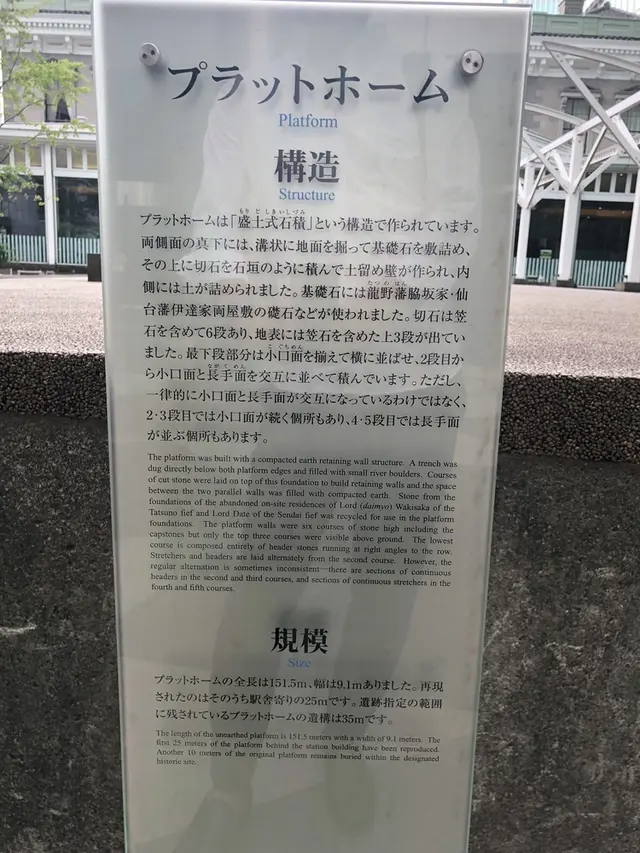 プラットホーム
Platform
構造
Structure
プラットホームは「盛土式石積」という構造で作られています。
両側面の真下には、溝状に地面を掘って基礎石を敷詰め、
その上に切石を石垣のように積んで土留め壁が作られ、内
側には土が詰められました。基礎石には龍野藩脇坂家・仙
台藩伊達家両屋敷の礎石などが使われました。切石は笠
石を含めて6段あり、地表には笠石を含めた上3段が出てい
ました。最下段部分は小口面を揃えて横に並ばせ、2段目か
ら小口面と長手面を交互に並べて積んでいます。ただし、
一律的に小口面と長手面が交互になっているわけではなく、
2・3段目では小口面が続く個所もあり、4・5段目では長手面
が並ぶ個所もあります。
The platform was built with a compacted earth retaining wall structure. A trench was
dug directly below both platform edges and filled with small river boulders. Courses
of cut stone were laid on top of this foundation to build retaining walls and the space
between the two parallel walls was filled with compacted earth. Stone from the
foundations of the abandoned on-site residences of Lord (daimyo) Wakisaka of the
Tatsuno fief and Lord Date of the Sendai fief was recycled for use in the platform
foundations. The platform walls were six courses of stone high including the
capstones but only the top three courses were visible above ground. The lowest
course is composed entirely of header stones running at right angles to the row.
Stretchers and headers are laid alternately from the second course. However, the
regular alternation is sometimes inconsistent—there are sections of continuous
headers in the second and third courses, and sections of continuous stretchers in the
fourth and fifth courses.
規模
Size
プラットホームの全長は151.5m、幅は9.1mありました。再現
されたのはそのうち駅舎寄りの25mです。遺跡指定の範囲
に残されているプラットホームの遺構は35mです。
The length of the unearthed platform is 151.5 meters with a width of 9.1 meters. The
first 25 meters of the platform behind the station building have been reproduced.
Another 10 meters of the original platform remains buried within the designated
historic site.